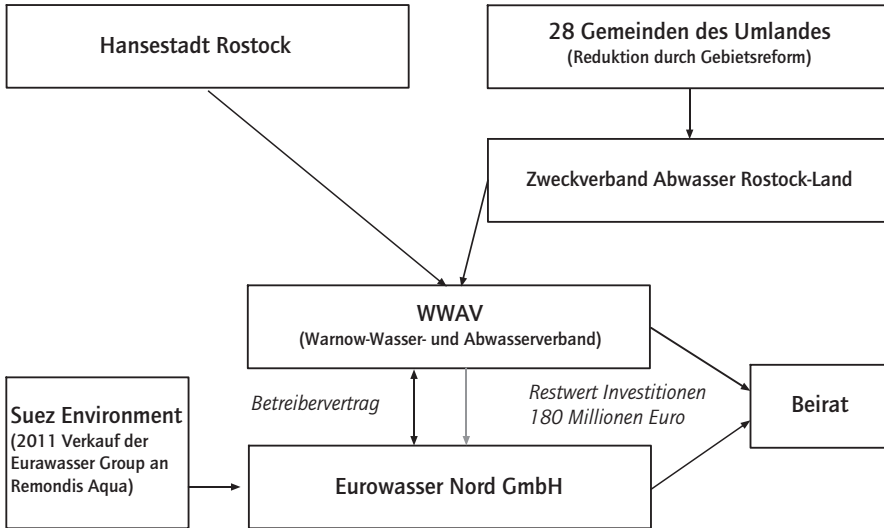 Hansestadt Rostock
28 Gemeinden des Umlandes
(Reduktion durch Gebietsreform)
Zweckverband Abwasser Rostock-Land
WWAV
(Warnow-Wasser- und Abwasserverband)
Suez Environment
(2011 Verkauf der
Eurawasser Group an
Remondis Aqua)
Betreibervertrag
Restwert Investitionen
180 Millionen Euro
Beirat
Eurowasser Nord GmbH